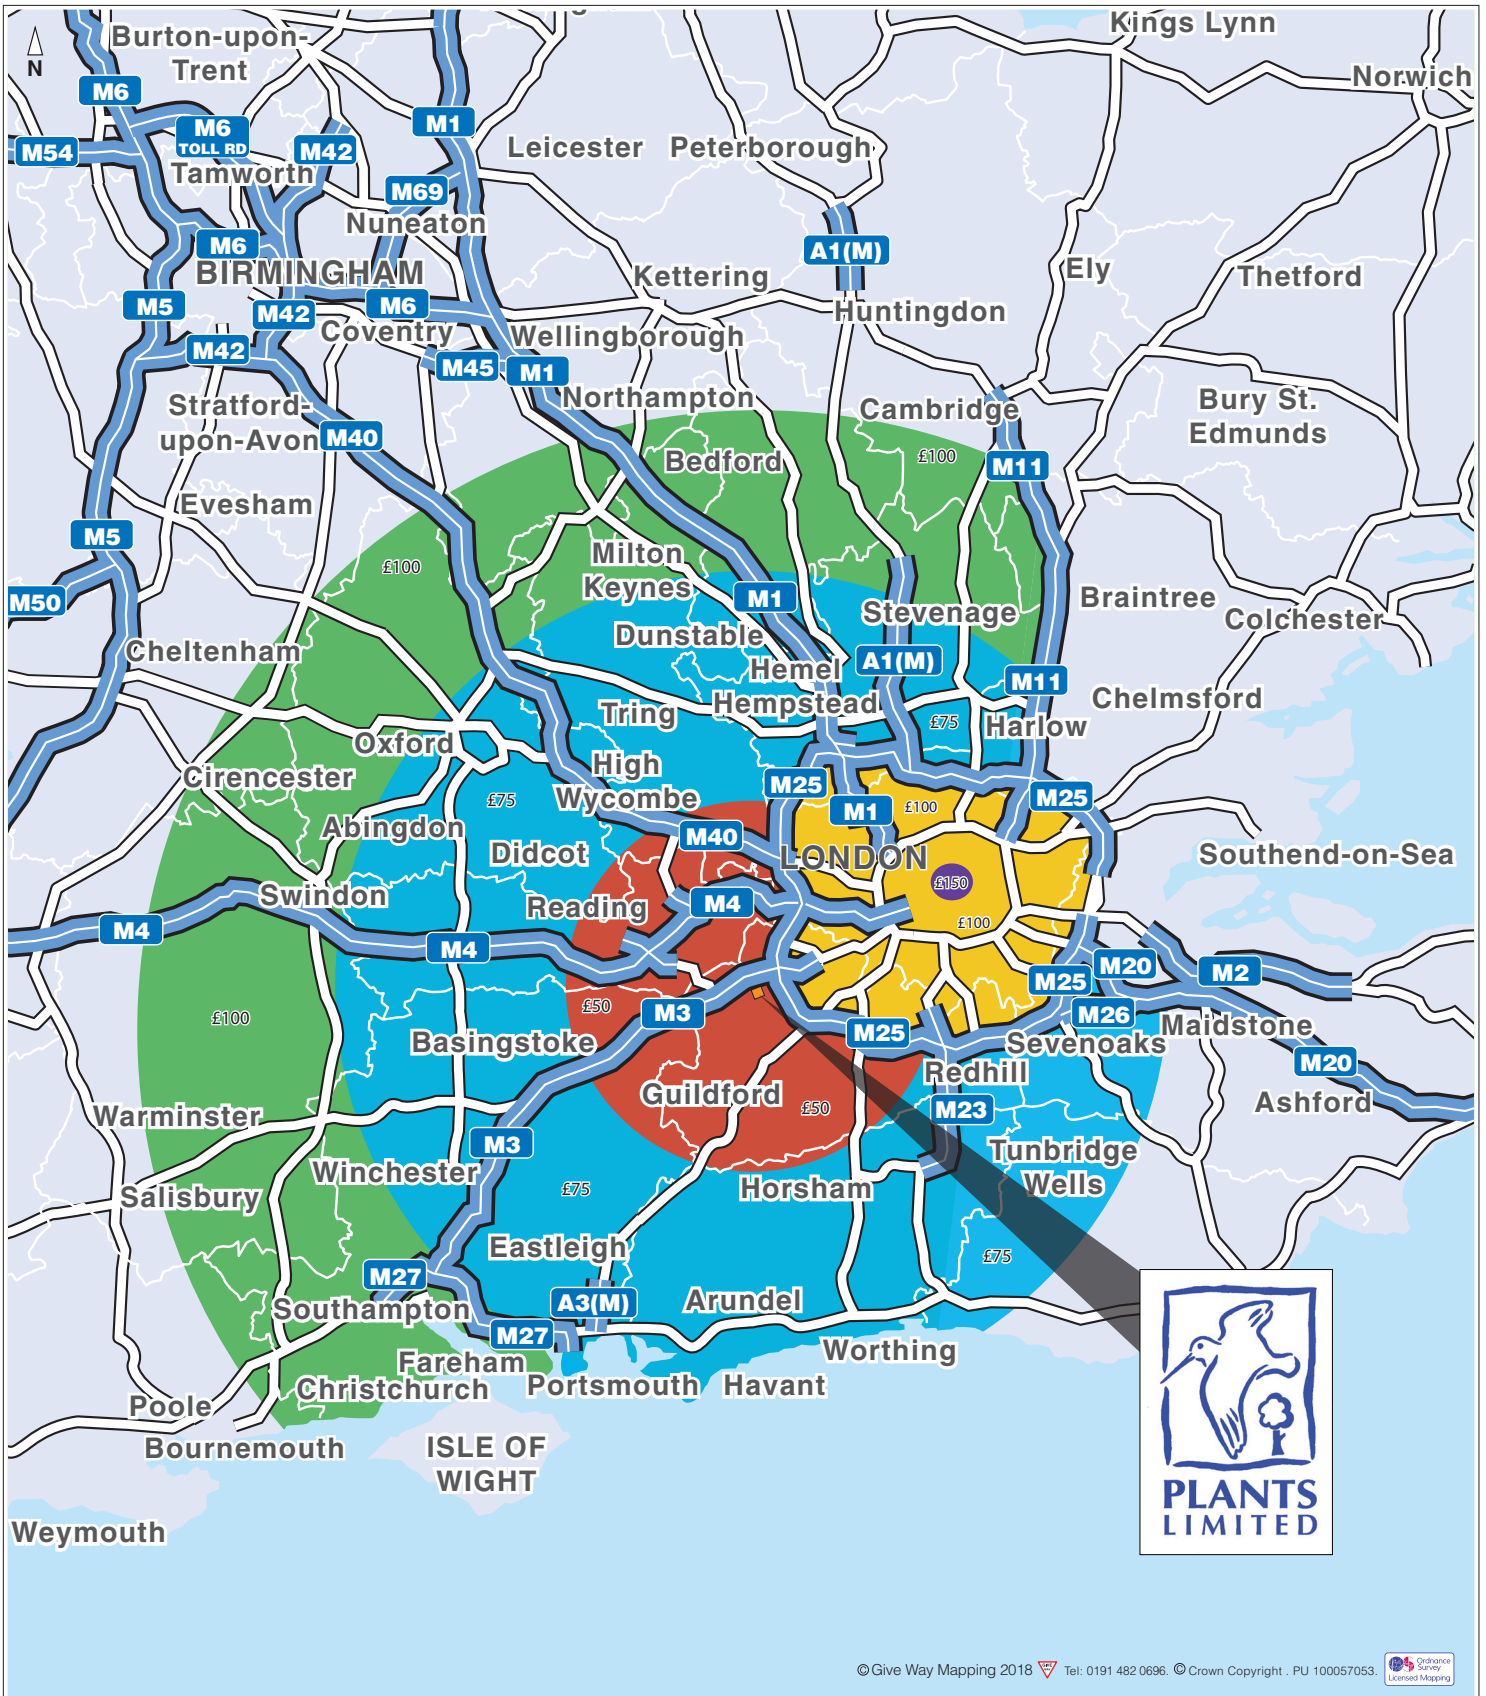 Kings Lynn
Burton-upon-
Trent
N
Norwich
M6
M1
M6
TOLL RD
M54
M42
Leicester
Peterborough
Tamworth
M69
Nuneaton
M6
A1(M)
BIRMINGHAM
Kettering
Ely
Thetford
M5
M6
M42
Huntingdon
Coventry
Wellingborough
M42
M45
M1
Northampton
Stratford-
upon-Avon
M40
Cambridge
Bury St.
Edmunds
Bedford
£100
M11
Evesham
M5
Milton
Keynes
£100
M50
M1
Braintree
Stevenage
Colchester
Dunstable
Cheltenham
Hemel
Hempstead
A1(M)
M11
Chelmsford
Tring
£75
Harlow
Oxford
Cirencester
High
Wycombe
M25
M25
£75
M1
£100
Abingdon
M40
Didcot
LONDON
Southend-on-Sea
£150
Swindon
Reading
M4
£100
M4
M4
M20
M2
M25
£50
M3
M26
£100
Maidstone
M25
Basingstoke
Sevenoaks
M20
Redhill
Guildford
£50
M23
Ashford
Warminster
M3
Tunbridge
Wells
Winchester
£75
Horsham
Salisbury
Eastleigh
£75
M27
Southampton
A3(M)
Arundel
M27
Worthing
Fareham
Christchurch
Portsmouth
Havant
Poole
Bournemouth
ISLE OF
WIGHT
PLANTS
LIMITED
Weymouth
© Give Way Mapping 2018
Tel: 0191 482 0696. © Crown Copyright . PU 100057053.
Ordnance
Survey
Licensed Mapping